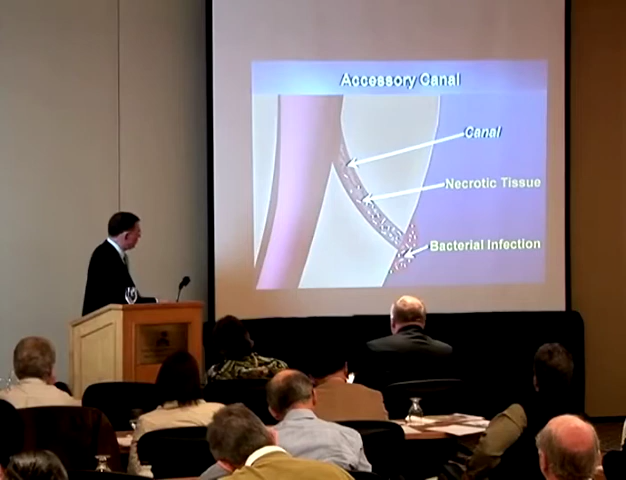 Accessory Canal
Canal
Necrotic Tissue
Bacterial Infection